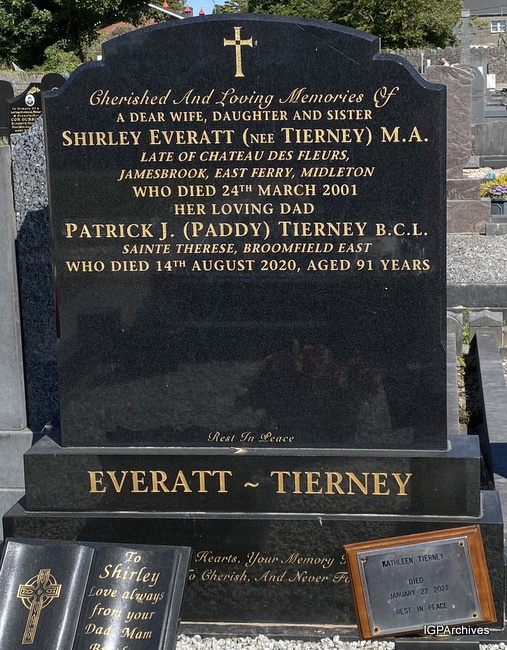 Cherished And Loving Memories Of
A DEAR WIFE, DAUGHTER AND SISTER
SHIRLEY EVERATT (NEE TIERNEY) M.A.
LATE OF CHATEAU DES FLEURS,
JAMESBROOK, EAST FERRY, MIDLETON
WHO DIED 24TH MARCH 2001
HER LOVING DAD
PATRICK J. (PADDY) TIERNEY B.C.L.
SAINTE THERESE, BROOMFIELD EAST
WHO DIED 14TH AUGUST 2020, AGED 91 YEARS
Rest In Peace
EVERATT ~ TIERNEY
Hearts, Your Memory
To Cherish, And Never
To
Shirley
Love always
from your
Dad, Mam
KATHLEEN TIERNEY
DIED
JANUARY 22, 2022
REST IN PEACE
IGPArchives